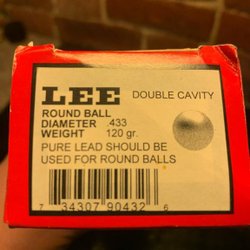 LEE DOUBLE CAVITY
ROUND BALL
DIAMETER .433
WEIGHT 120 gr.
PURE LEAD SHOULD BE
USED FOR ROUND BALLS
7 34307 90432 6